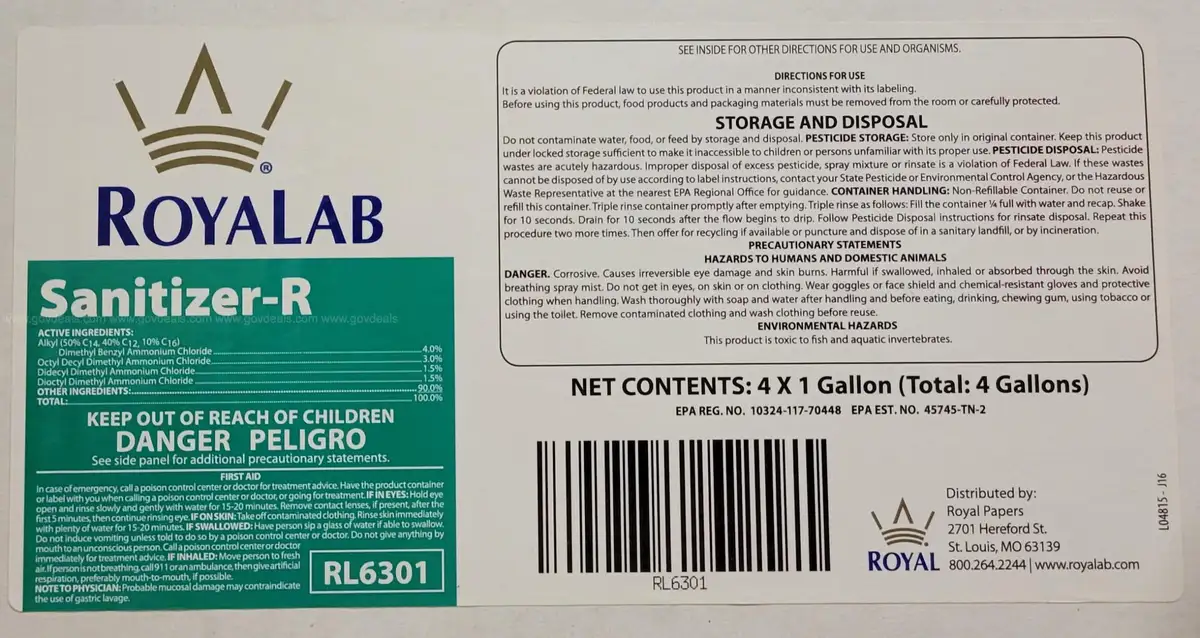 ®
ROYALAB
Sanitizer-R
www.govdeals.com www.govdeals.com www.govdeals
ACTIVE INGREDIENTS:
Alkyl (50% C14, 40% C12, 10% C16)
Dimethyl Benzyl Ammonium Chloride 4.0%
Octyl Decyl Dimethyl Ammonium Chloride 3.0%
Didecyl Dimethyl Ammonium Chloride 1.5%
Dioctyl Dimethyl Ammonium Chloride 1.5%
OTHER INGREDIENTS: 90.0%
TOTAL: 100.0%
KEEP OUT OF REACH OF CHILDREN
DANGER PELIGRO
See side panel for additional precautionary statements.
FIRST AID
In case of emergency, call a poison control center or doctor for treatment advice. Have the product container
or label with you when calling a poison control center or doctor, or going for treatment. IF IN EYES: Hold eye
open and rinse slowly and gently with water for 15-20 minutes. Remove contact lenses, if present, after the
first 5 minutes, then continue rinsing eye. IF ON SKIN: Take off contaminated clothing. Rinse skin immediately
with plenty of water for 15-20 minutes. IF SWALLOWED: Have person sip a glass of water if able to swallow.
Do not induce vomiting unless told to do so by a poison control center or doctor. Do not give anything by
mouth to an unconscious person. Call a poison control center or doctor
immediately for treatment advice. IF INHALED: Move person to fresh
air. If person is not breathing, call 911 or an ambulance, then give artificial
respiration, preferably mouth-to-mouth, if possible.
NOTE TO PHYSICIAN: Probable mucosal damage may contraindicate
the use of gastric lavage.
RL6301
SEE INSIDE FOR OTHER DIRECTIONS FOR USE AND ORGANISMS.
DIRECTIONS FOR USE
It is a violation of Federal law to use this product in a manner inconsistent with its labeling.
Before using this product, food products and packaging materials must be removed from the room or carefully protected.
STORAGE AND DISPOSAL
Do not contaminate water, food, or feed by storage and disposal. PESTICIDE STORAGE: Store only in original container. Keep this product
under locked storage sufficient to make it inaccessible to children or persons unfamiliar with its proper use. PESTICIDE DISPOSAL: Pesticide
wastes are acutely hazardous. Improper disposal of excess pesticide, spray mixture or rinsate is a violation of Federal Law. If these wastes
cannot be disposed of by use according to label instructions, contact your State Pesticide or Environmental Control Agency, or the Hazardous
Waste Representative at the nearest EPA Regional Office for guidance. CONTAINER HANDLING: Non-Refillable Container. Do not reuse or
refill this container. Triple rinse container promptly after emptying. Triple rinse as follows: Fill the container ¼ full with water and recap. Shake
for 10 seconds. Drain for 10 seconds after the flow begins to drip. Follow Pesticide Disposal instructions for rinsate disposal. Repeat this
procedure two more times. Then offer for recycling if available or puncture and dispose of in a sanitary landfill, or by incineration.
PRECAUTIONARY STATEMENTS
HAZARDS TO HUMANS AND DOMESTIC ANIMALS
DANGER. Corrosive. Causes irreversible eye damage and skin burns. Harmful if swallowed, inhaled or absorbed through the skin. Avoid
breathing spray mist. Do not get in eyes, on skin or on clothing. Wear goggles or face shield and chemical-resistant gloves and protective
clothing when handling. Wash thoroughly with soap and water after handling and before eating, drinking, chewing gum, using tobacco or
using the toilet. Remove contaminated clothing and wash clothing before reuse.
ENVIRONMENTAL HAZARDS
This product is toxic to fish and aquatic invertebrates.
NET CONTENTS: 4 X 1 Gallon (Total: 4 Gallons)
EPA REG. NO. 10324-117-70448 EPA EST. NO. 45745-TN-2
RL6301
ROYAL
Distributed by:
Royal Papers
2701 Hereford St.
St. Louis, MO 63139
800.264.2244 | www.royalab.com
L04815 - J16